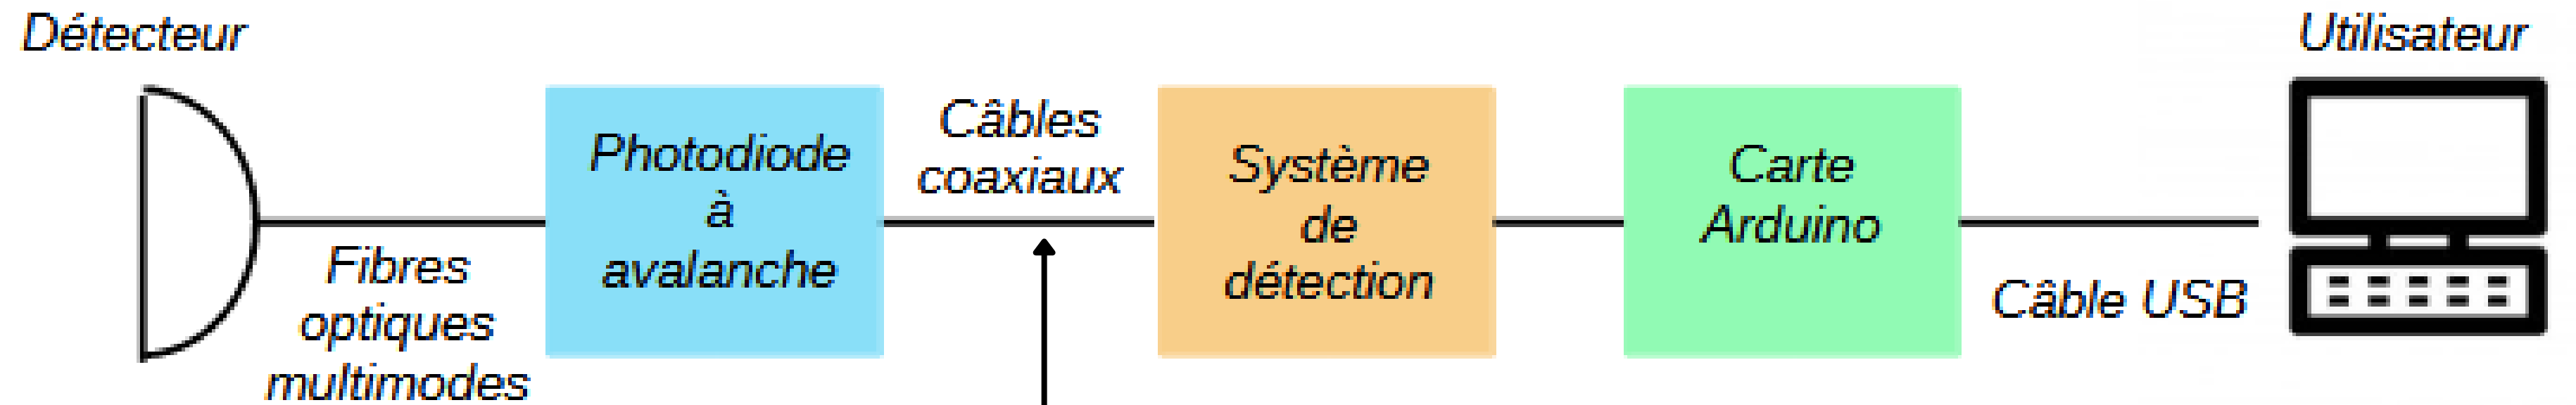 Détecteur
Fibres
optiques
multimodes
Photodiode
à
avalanche
Câbles
coaxiaux
Système
de
détection
Carte
Arduino
Câble USB
Utilisateur